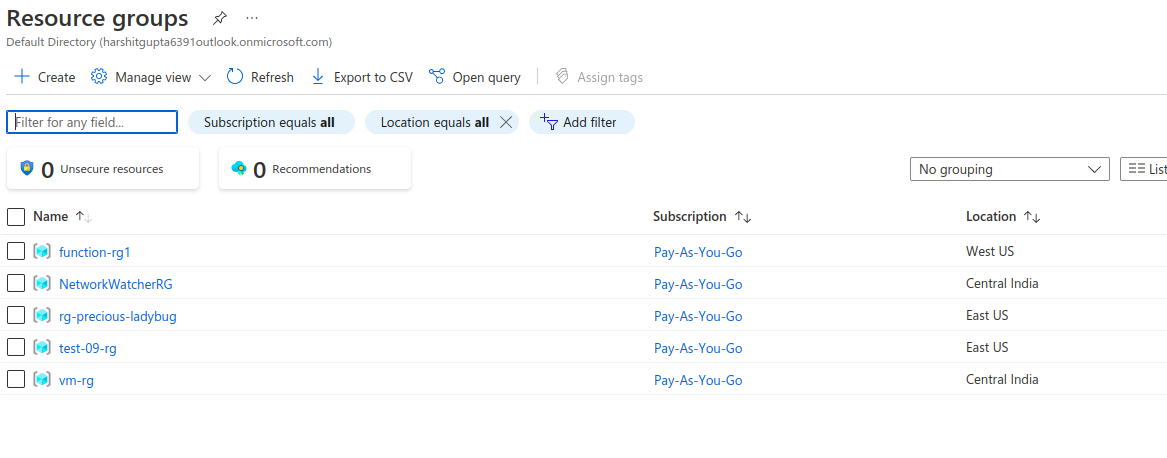 Resource groups
Default Directory (harshitgupta6391outlook.onmicrosoft.com)
Create Manage view Refresh Export to CSV Open query Assign tags
Filter for any field... Subscription equals all Location equals all Add filter
0 Unsecure resources 0 Recommendations No grouping List
Name Subscription Location
function-rg1 Pay-As-You-Go West US
NetworkWatcherRG Pay-As-You-Go Central India
rg-precious-ladybug Pay-As-You-Go East US
test-09-rg Pay-As-You-Go East US
vm-rg Pay-As-You-Go Central India